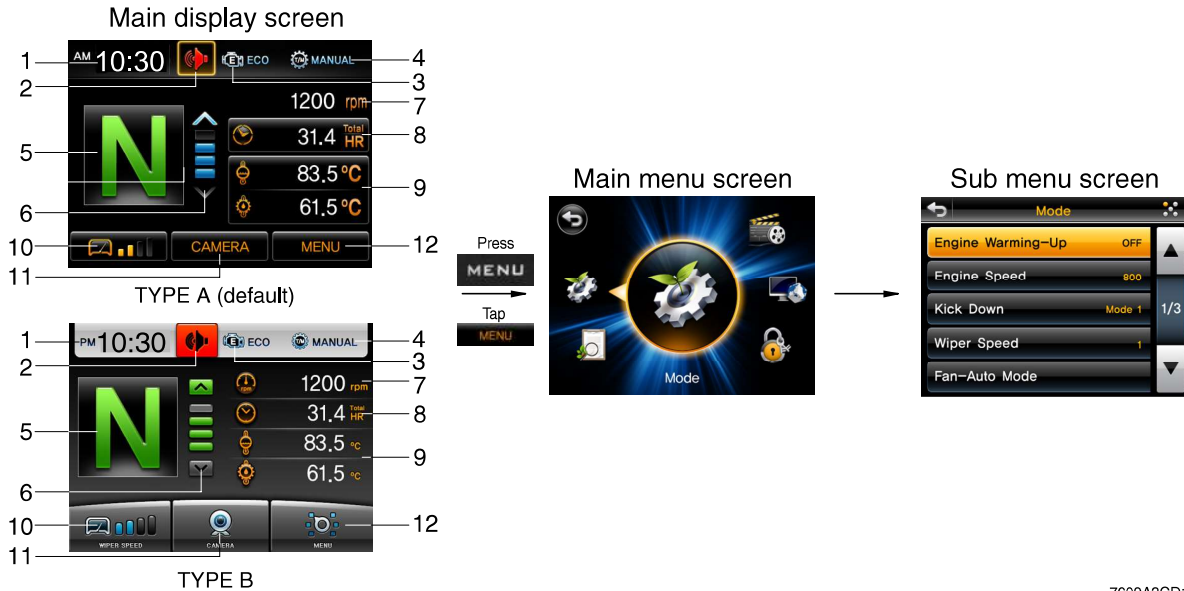 Main display screen
1
2
5
6
10
11
AM 10:30
E ECO
T/M MANUAL
4
3
1200 rpm
7
31.4 Total HR
8
N
83.5 °C
61.5 °C
9
CAMERA
MENU
12
TYPE A (default)
1
2
5
6
10
11
PM 10:30
E ECO
T/M MANUAL
4
3
rpm 1200 rpm
7
31.4 Total HR
8
N
83.5 °C
61.5 °C
9
WIPER SPEED
CAMERA
MENU
12
TYPE B
Press
MENU
Tap
MENU
Main menu screen
Mode
Sub menu screen
Mode
Engine Warming-Up OFF
Engine Speed 800
Kick Down Mode 1
Wiper Speed 1
Fan-Auto Mode
1/3